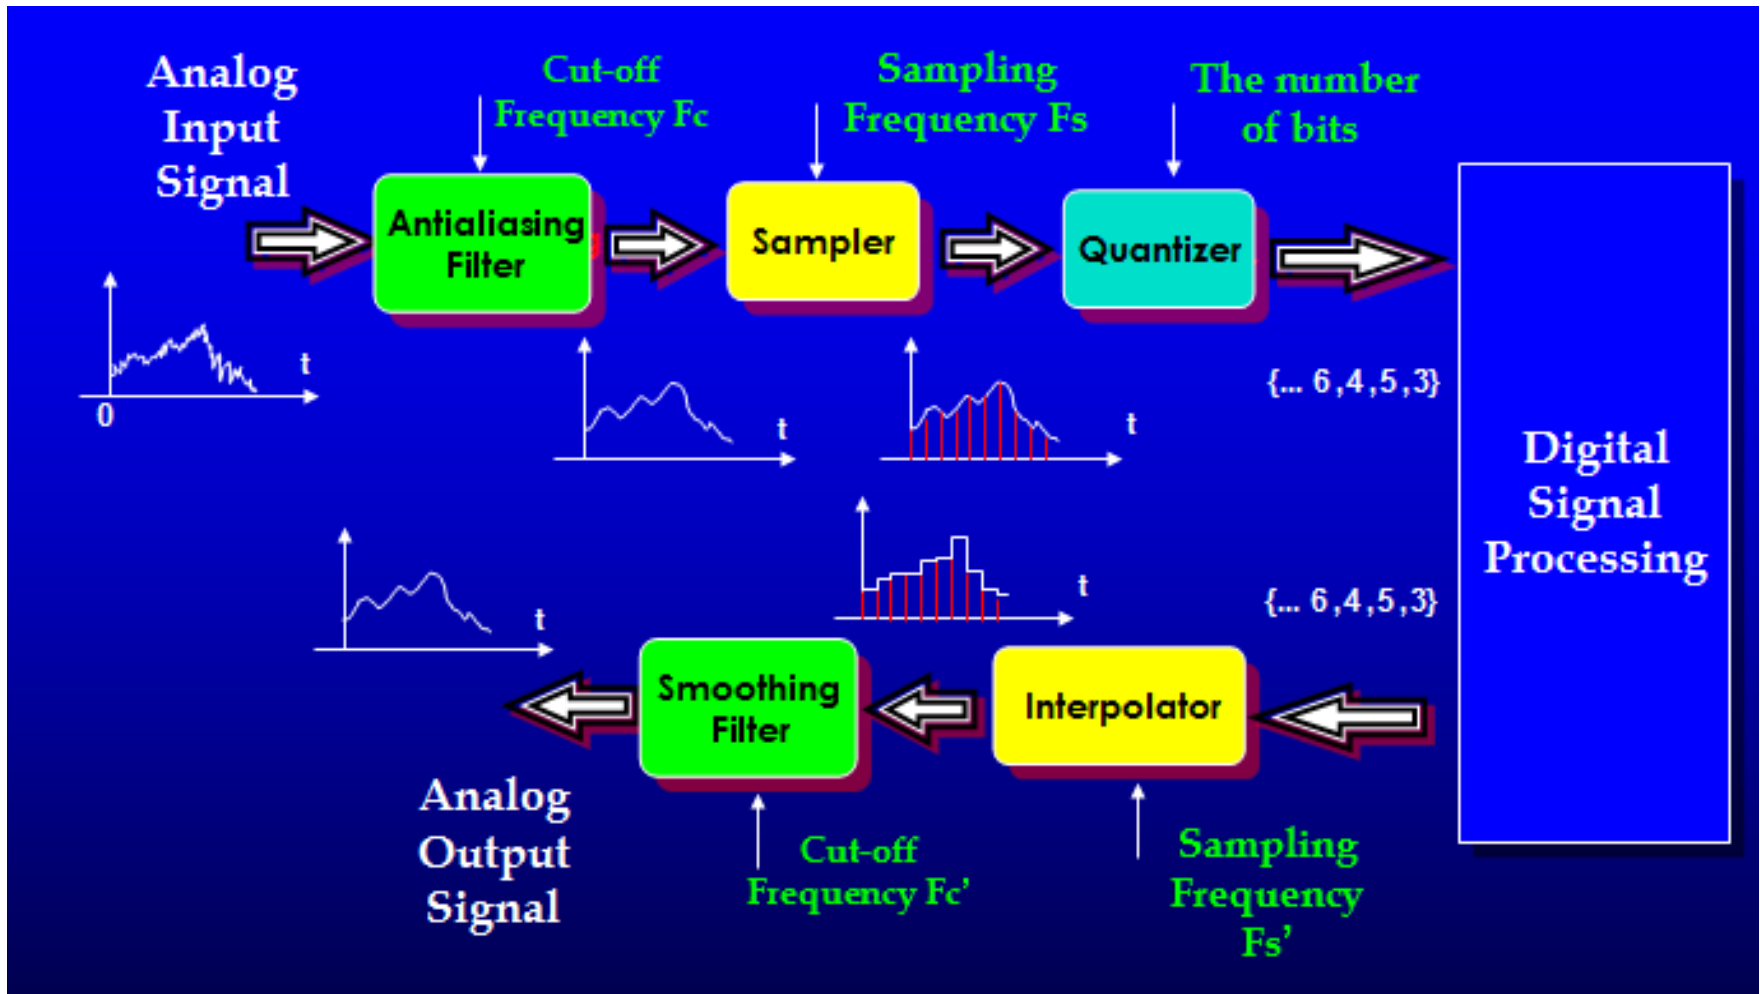 Analog
Input
Signal
Cut-off
Frequency Fc
Sampling
Frequency Fs
The number
of bits
Antialiasing
Filter
Sampler
Quantizer
t
0
t
t
{... 6,4,5,3}
Digital
Signal
Processing
t
t
{... 6,4,5,3}
Smoothing
Filter
Interpolator
Analog
Output
Signal
Cut-off
Frequency Fc’
Sampling
Frequency
Fs’